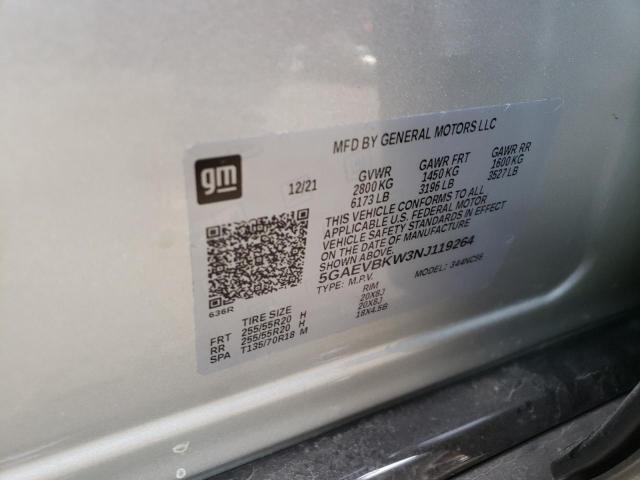 MFD BY GENERAL MOTORS LLC
gm
12/21
GVWR GAWR FRT GAWR RR
2800 KG 1450 KG 1600 KG
6173 LB 3196 LB 3527 LB
THIS VEHICLE CONFORMS TO ALL
APPLICABLE U.S. FEDERAL MOTOR
VEHICLE SAFETY STANDARDS IN EFFECT
ON THE DATE OF MANUFACTURE
SHOWN ABOVE.
5GAEVBKW3NJ119264
TYPE: M.P.V. MODEL: 344NC56
636R
TIRE SIZE RIM
FRT 255/55R20 H 20X8J
RR 255/55R20 H 20X8J
SPA T135/70R18 M 18X4.5B